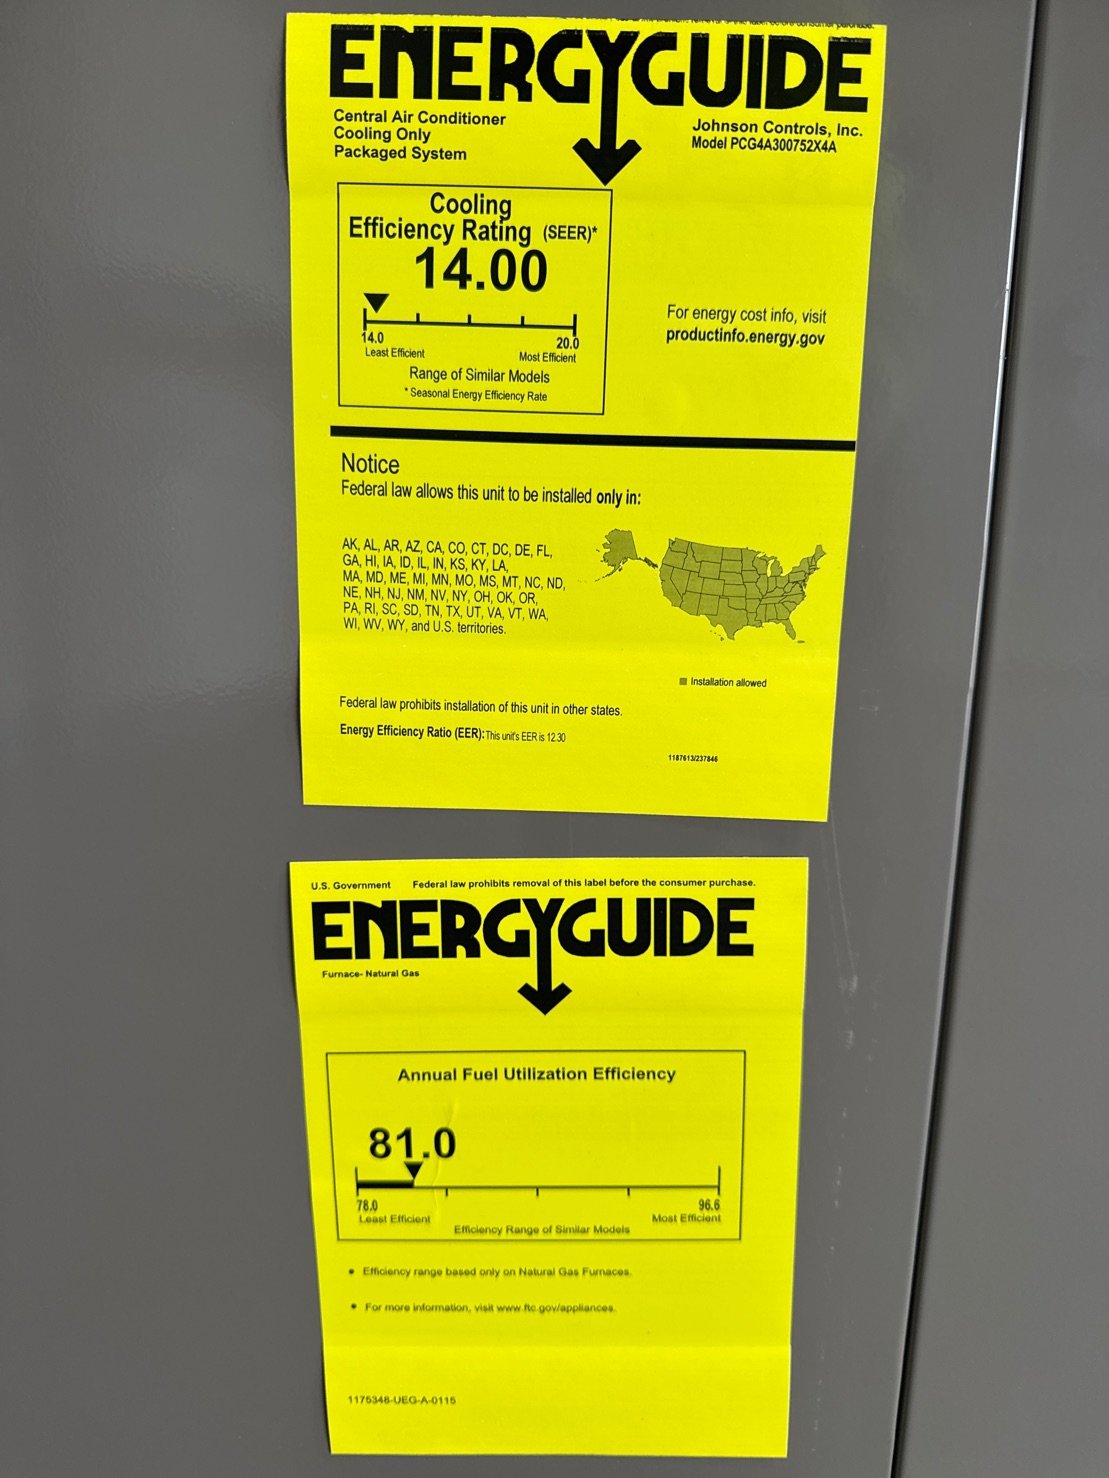 ENERGYGUIDE
Central Air Conditioner
Cooling Only
Packaged System
Johnson Controls, Inc.
Model PCG4A300752X4A
Cooling
Efficiency Rating (SEER)*
14.00
14.0
20.0
Least Efficient
Most Efficient
Range of Similar Models
* Seasonal Energy Efficiency Rate
For energy cost info, visit
productinfo.energy.gov
Notice
Federal law allows this unit to be installed only in:
AK, AL, AR, AZ, CA, CO, CT, DC, DE, FL,
GA, HI, IA, ID, IL, IN, KS, KY, LA,
MA, MD, ME, MI, MN, MO, MS, MT, NC, ND,
NE, NH, NJ, NM, NV, NY, OH, OK, OR,
PA, RI, SC, SD, TN, TX, UT, VA, VT, WA,
WI, WV, WY, and U.S. territories.
Installation allowed
Federal law prohibits installation of this unit in other states.
Energy Efficiency Ratio (EER): This unit's EER is 12.30
1187613/237846
U.S. Government Federal law prohibits removal of this label before the consumer purchase.
ENERGYGUIDE
Furnace- Natural Gas
Annual Fuel Utilization Efficiency
81.0
78.0
96.6
Least Efficient
Most Efficient
Efficiency Range of Similar Models
• Efficiency range based only on Natural Gas Furnaces.
• For more information, visit www.ftc.gov/appliances.
1175348-UEG-A-0115